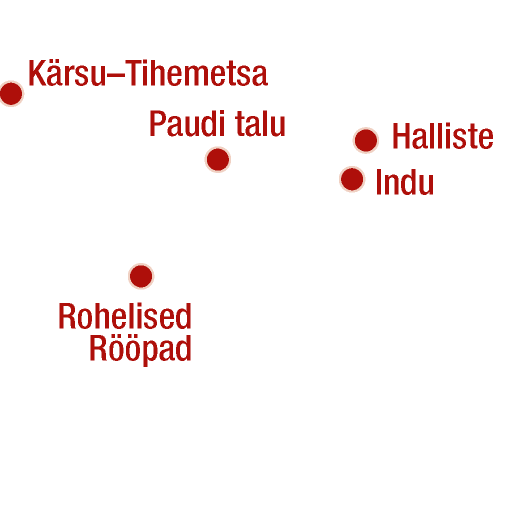 Kärsu–Tihemetsa
Paudi talu
Halliste
Indu
Rohelised
Rööpad